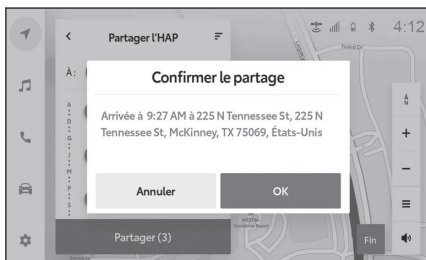 Partager l'HAP
4:12
À:
Confirmer le partage
Arrivée à 9:27 AM à 225 N Tennessee St, 225 N
Tennessee St, McKinney, TX 75069, États-Unis
Annuler
OK
Partager (3)
Fin
A
D
G
J
M
P
S
N